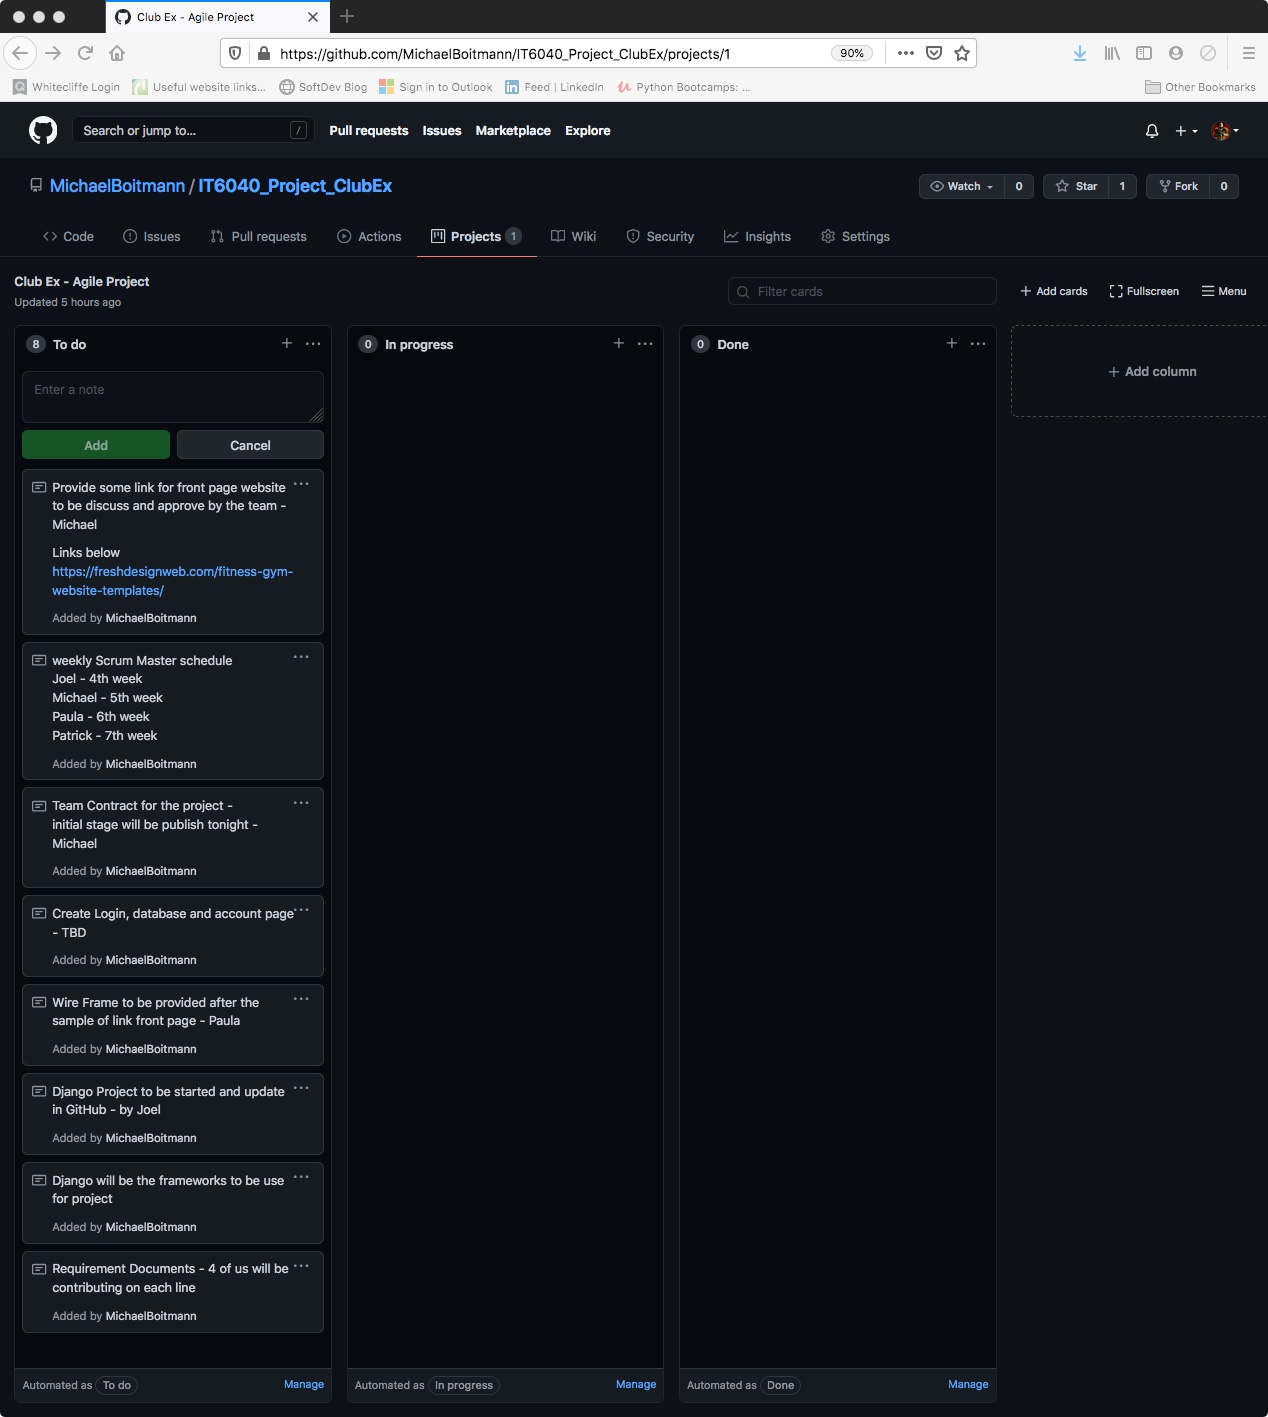 Club Ex - Agile Project
https://github.com/MichaelBoitmann/IT6040_Project_ClubEx/projects/1
90%
Whitecliffe Login
Useful website links...
SoftDev Blog
Sign in to Outlook
Feed | LinkedIn
Python Bootcamps: ...
Other Bookmarks
Search or jump to...
/
Pull requests
Issues
Marketplace
Explore
MichaelBoitmann / IT6040_Project_ClubEx
Watch 0
Star 1
Fork 0
Code
Issues
Pull requests
Actions
Projects 1
Wiki
Security
Insights
Settings
Club Ex - Agile Project
Updated 5 hours ago
Filter cards
Add cards
Fullscreen
Menu
8 To do
Enter a note
Add
Cancel
Provide some link for front page website
to be discuss and approve by the team -
Michael
Links below
https://freshdesignweb.com/fitness-gym-
website-templates/
Added by MichaelBoitmann
weekly Scrum Master schedule
Joel - 4th week
Michael - 5th week
Paula - 6th week
Patrick - 7th week
Added by MichaelBoitmann
Team Contract for the project -
initial stage will be publish tonight -
Michael
Added by MichaelBoitmann
Create Login, database and account page
- TBD
Added by MichaelBoitmann
Wire Frame to be provided after the
sample of link front page - Paula
Added by MichaelBoitmann
Django Project to be started and update
in GitHub - by Joel
Added by MichaelBoitmann
Django will be the frameworks to be use
for project
Added by MichaelBoitmann
Requirement Documents - 4 of us will be
contributing on each line
Added by MichaelBoitmann
Automated as To do
Manage
0 In progress
Automated as In progress
Manage
0 Done
Automated as Done
Manage
Add column